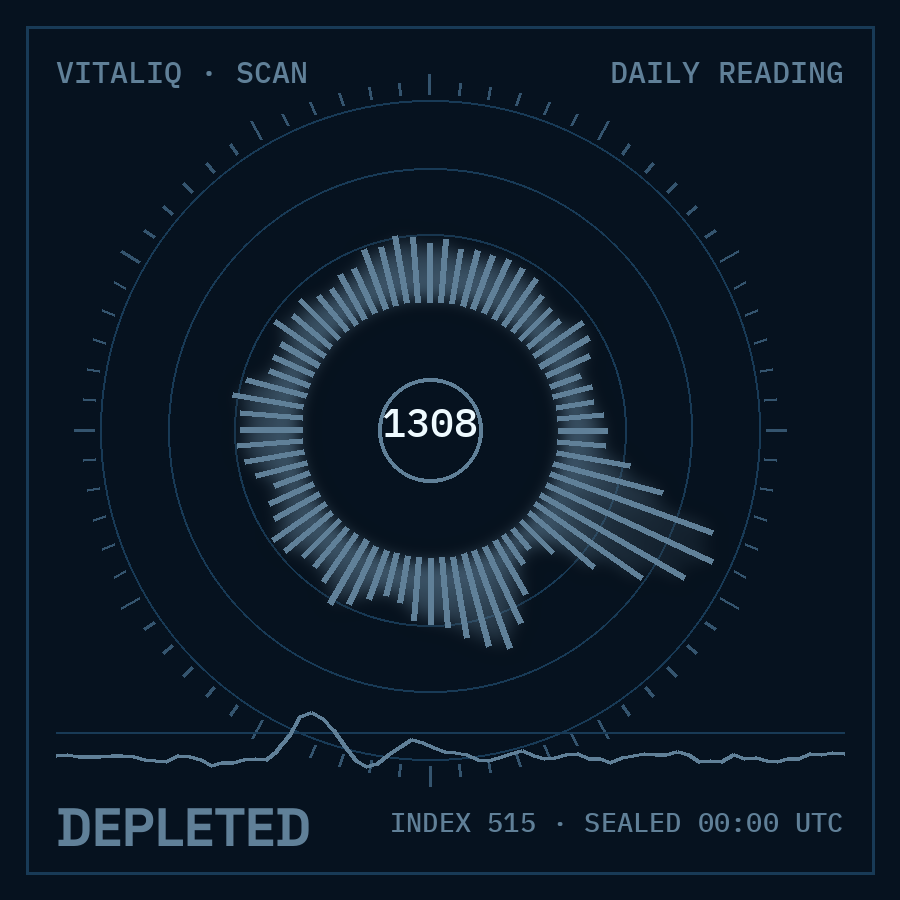 VITALIQ · SCAN
DAILY READING
1308
DEPLETED
INDEX 515 · SEALED 00:00 UTC